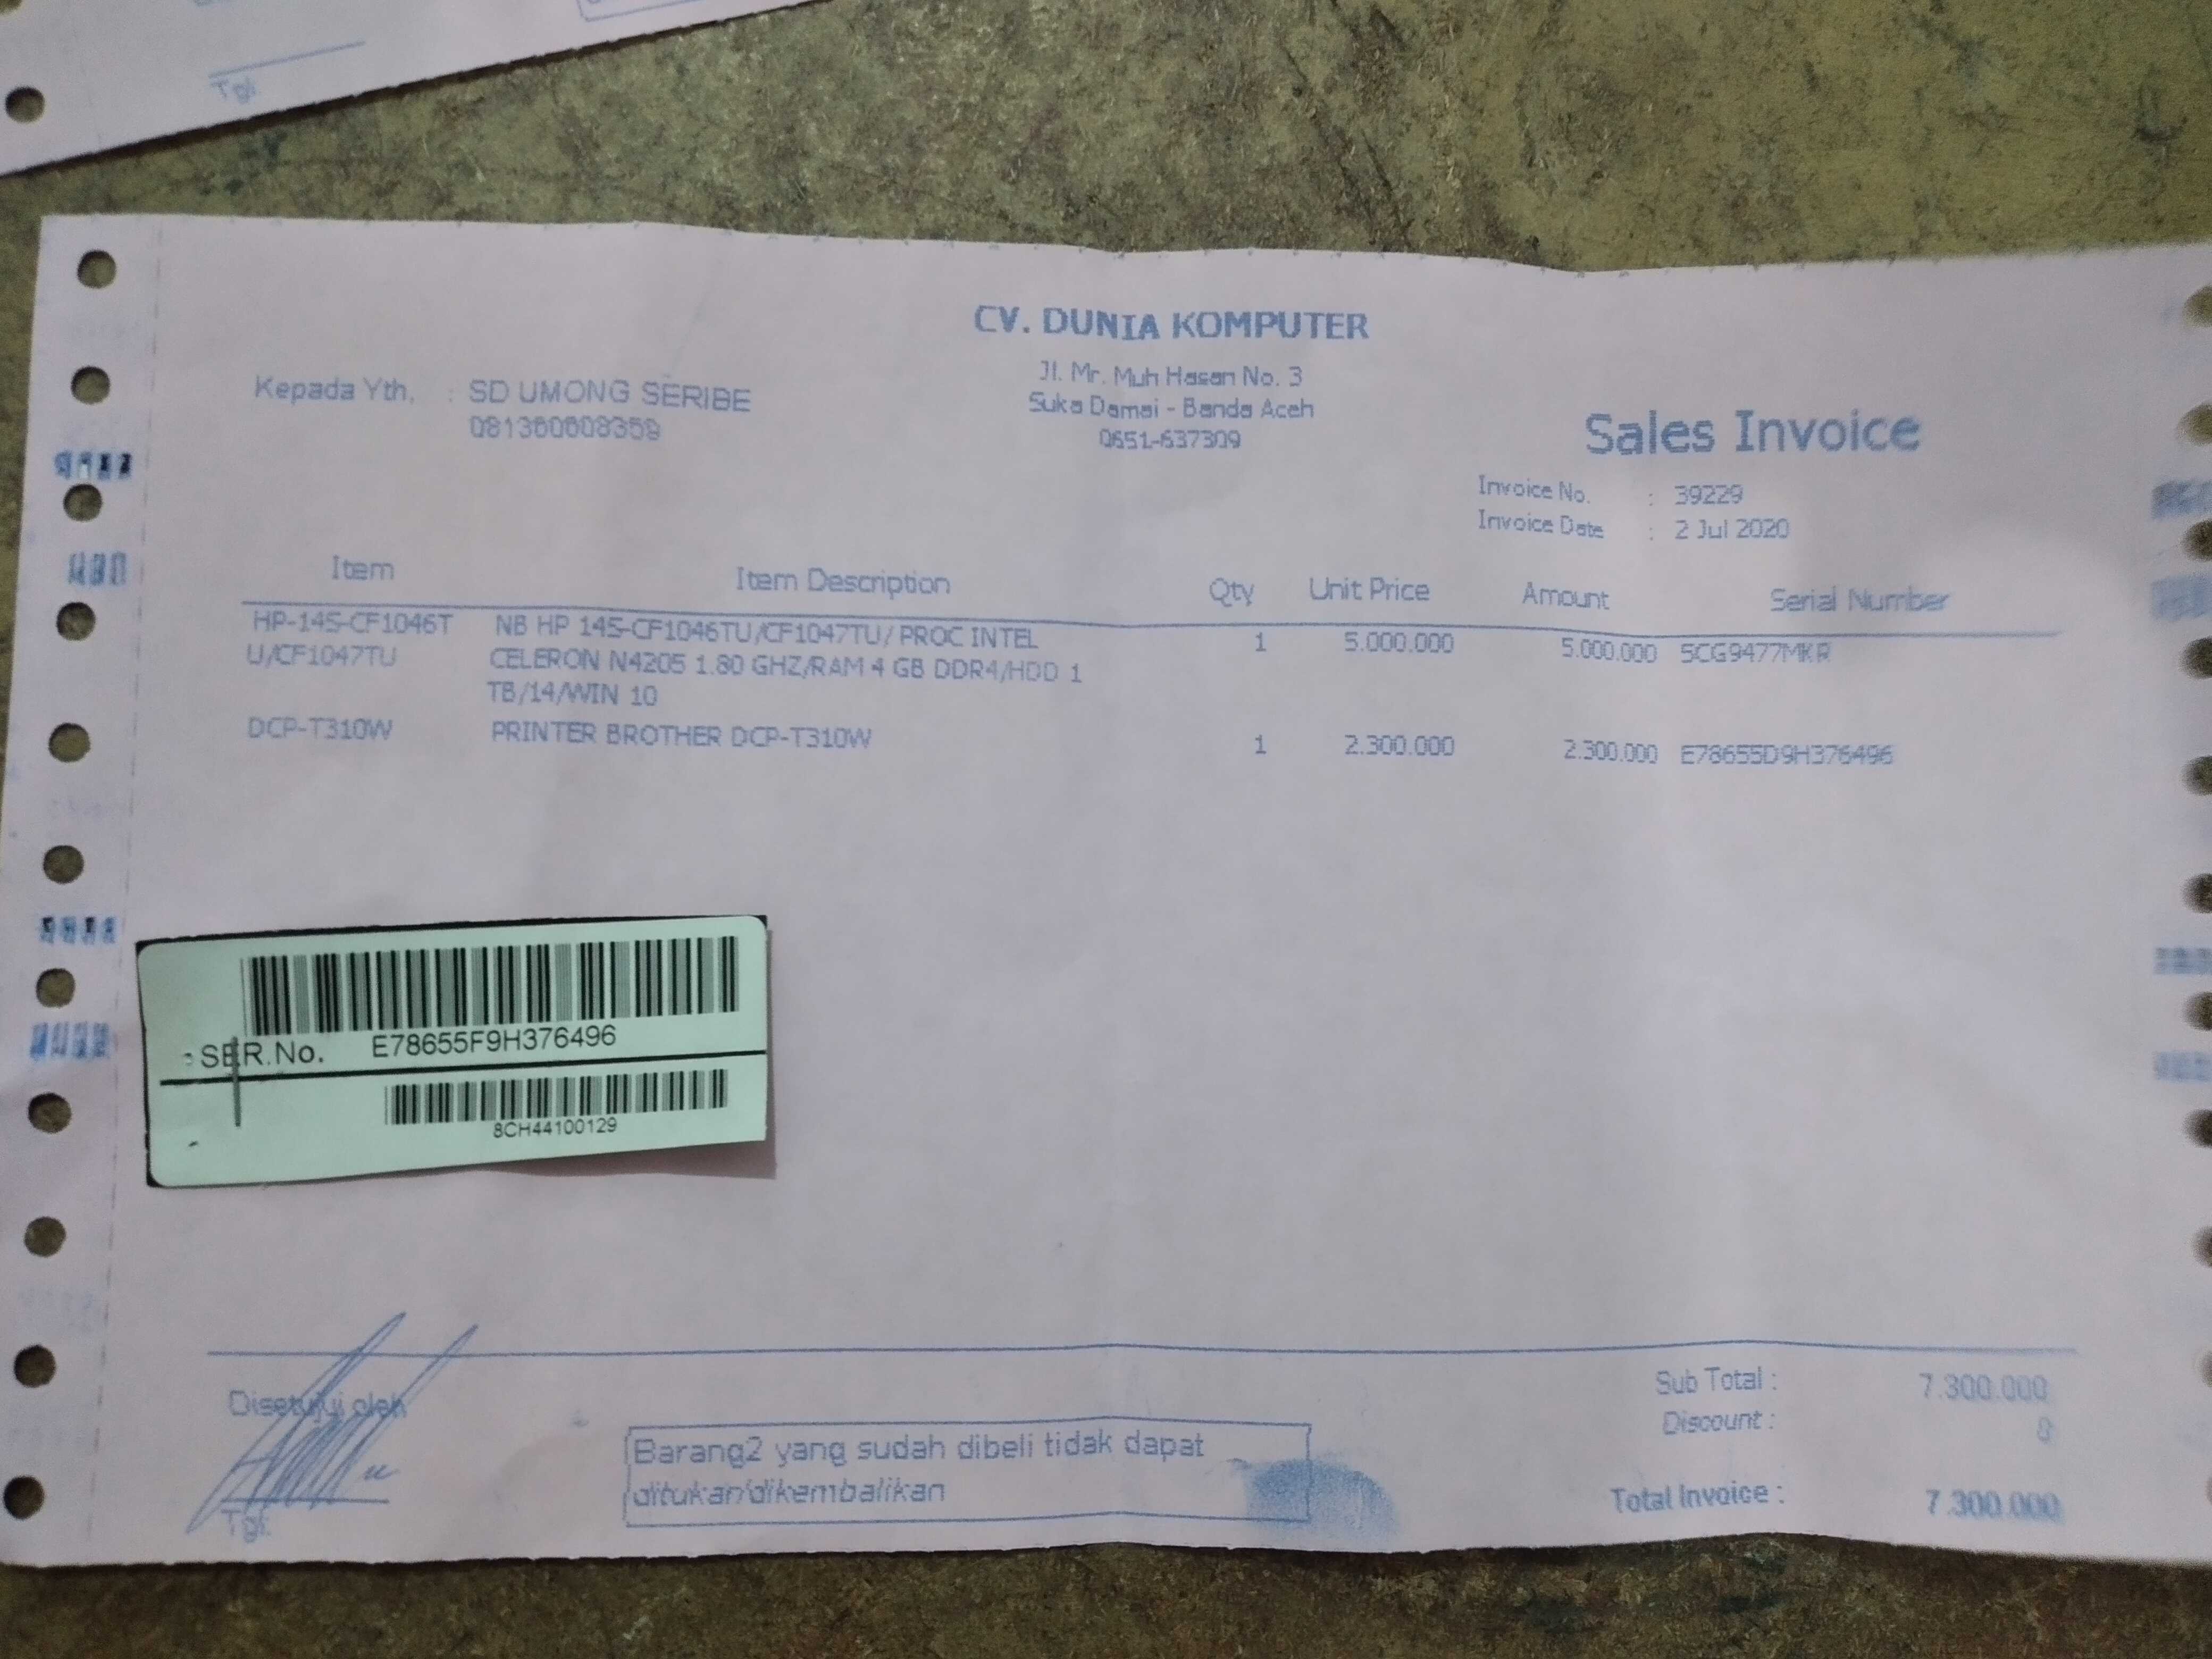 Tgl.
CV. DUNIA KOMPUTER
Jl. Mr. Muh Hasan No. 3
Suka Damai - Banda Aceh
0651-637309
Kepada Yth. : SD UMONG SERIBE
Sales Invoice
Invoice No. : 39229
Invoice Date : 2 Jul 2020
Item Item Description Qty Unit Price Amount Serial Number
HP-14S-CF1046T NB HP 14S-CF1046TU/CF1047TU/ PROC INTEL 1 5.000.000 5.000.000 5CG9477MKR
U/CF1047TU CELERON N4205 1.80 GHZ/RAM 4 GB DDR4/HDD 1
TB/14/WIN 10
DCP-T310W PRINTER BROTHER DCP-T310W 1 2.300.000 2.300.000 E78655D9H376496
SER.No. E78655F9H376496
8CH44100129
Disetujui oleh
Tgl.
Barang2 yang sudah dibeli tidak dapat
ditukar/dikembalikan
Sub Total : 7.300.000
Discount :
Total Invoice : 7.300.000